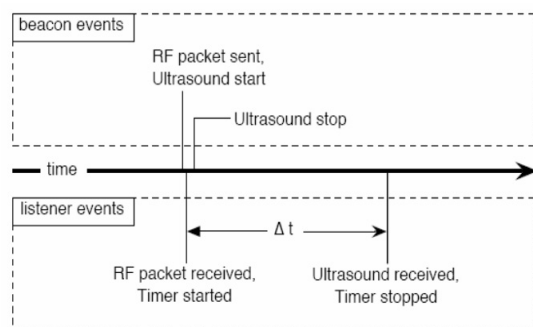 beacon events
RF packet sent,
Ultrasound start
Ultrasound stop
time
listener events
Δ t
RF packet received,
Timer started
Ultrasound received,
Timer stopped